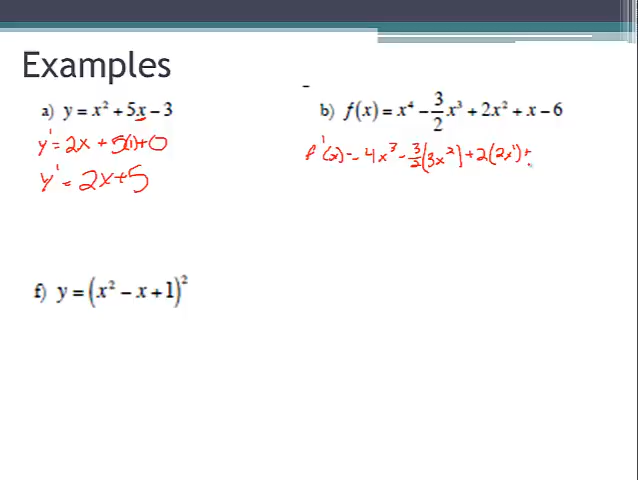 Examples
a) y = x² + 5x − 3
y' = 2x + 5(1) + 0
y' = 2x + 5
b) f(x) = x⁴ − 3/2 x³ + 2x² + x − 6
f'(x) = 4x³ − 3/2(3x²) + 2(2x¹) +
f) y = (x² − x + 1)²